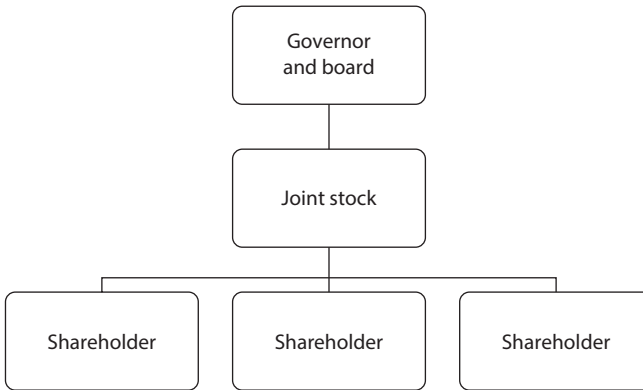 Governor
and board
Joint stock
Shareholder
Shareholder
Shareholder